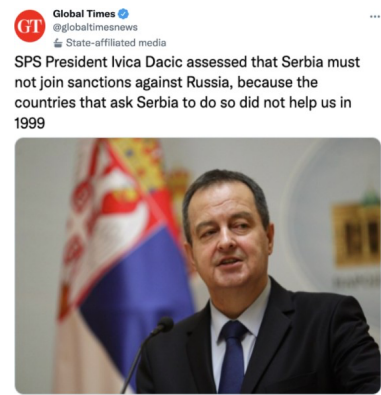 GT
Global Times
@globaltimesnews
State-affiliated media
SPS President Ivica Dacic assessed that Serbia must
not join sanctions against Russia, because the
countries that ask Serbia to do so did not help us in
1999